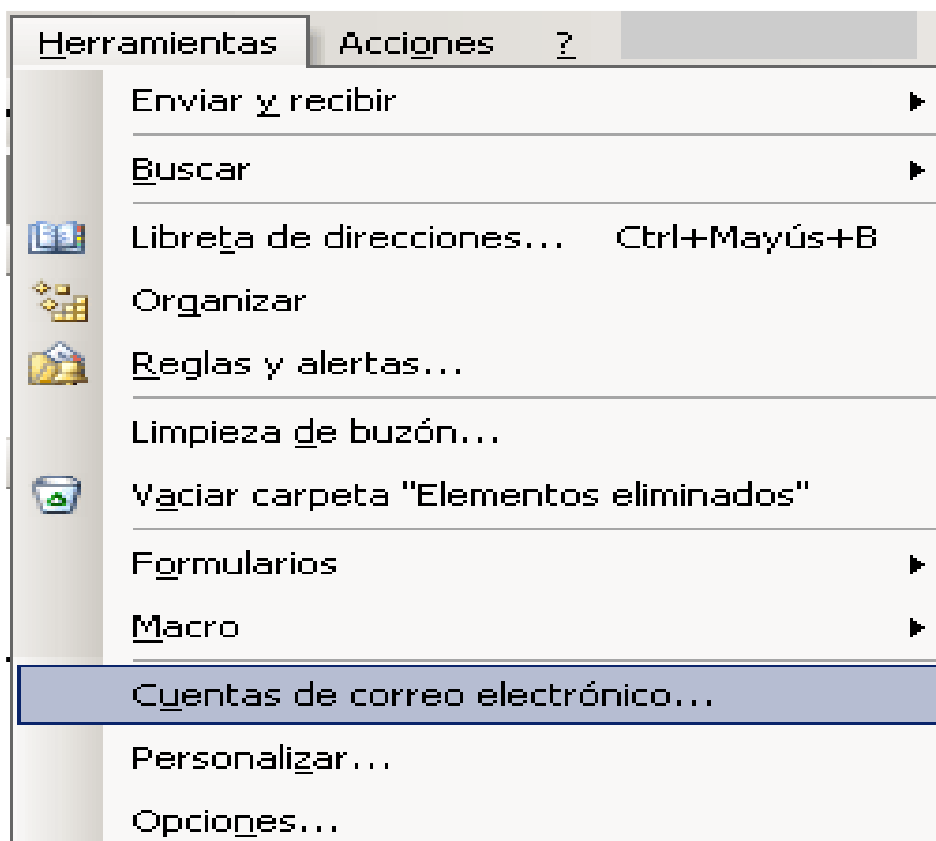 Herramientas Acciones ?
Enviar y recibir
Buscar
Libreta de direcciones... Ctrl+Mayús+B
Organizar
Reglas y alertas...
Limpieza de buzón...
Vaciar carpeta "Elementos eliminados"
Formularios
Macro
Cuentas de correo electrónico...
Personalizar...
Opciones...